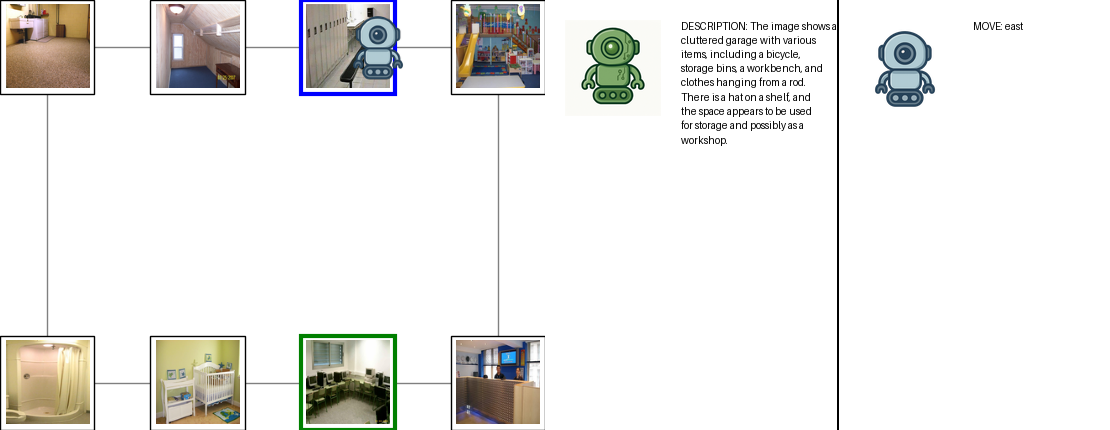 DESCRIPTION: The image shows a
cluttered garage with various
items, including a bicycle,
storage bins, a workbench, and
clothes hanging from a rod.
There is a hat on a shelf, and
the space appears to be used
for storage and possibly as a
workshop.
MOVE: east